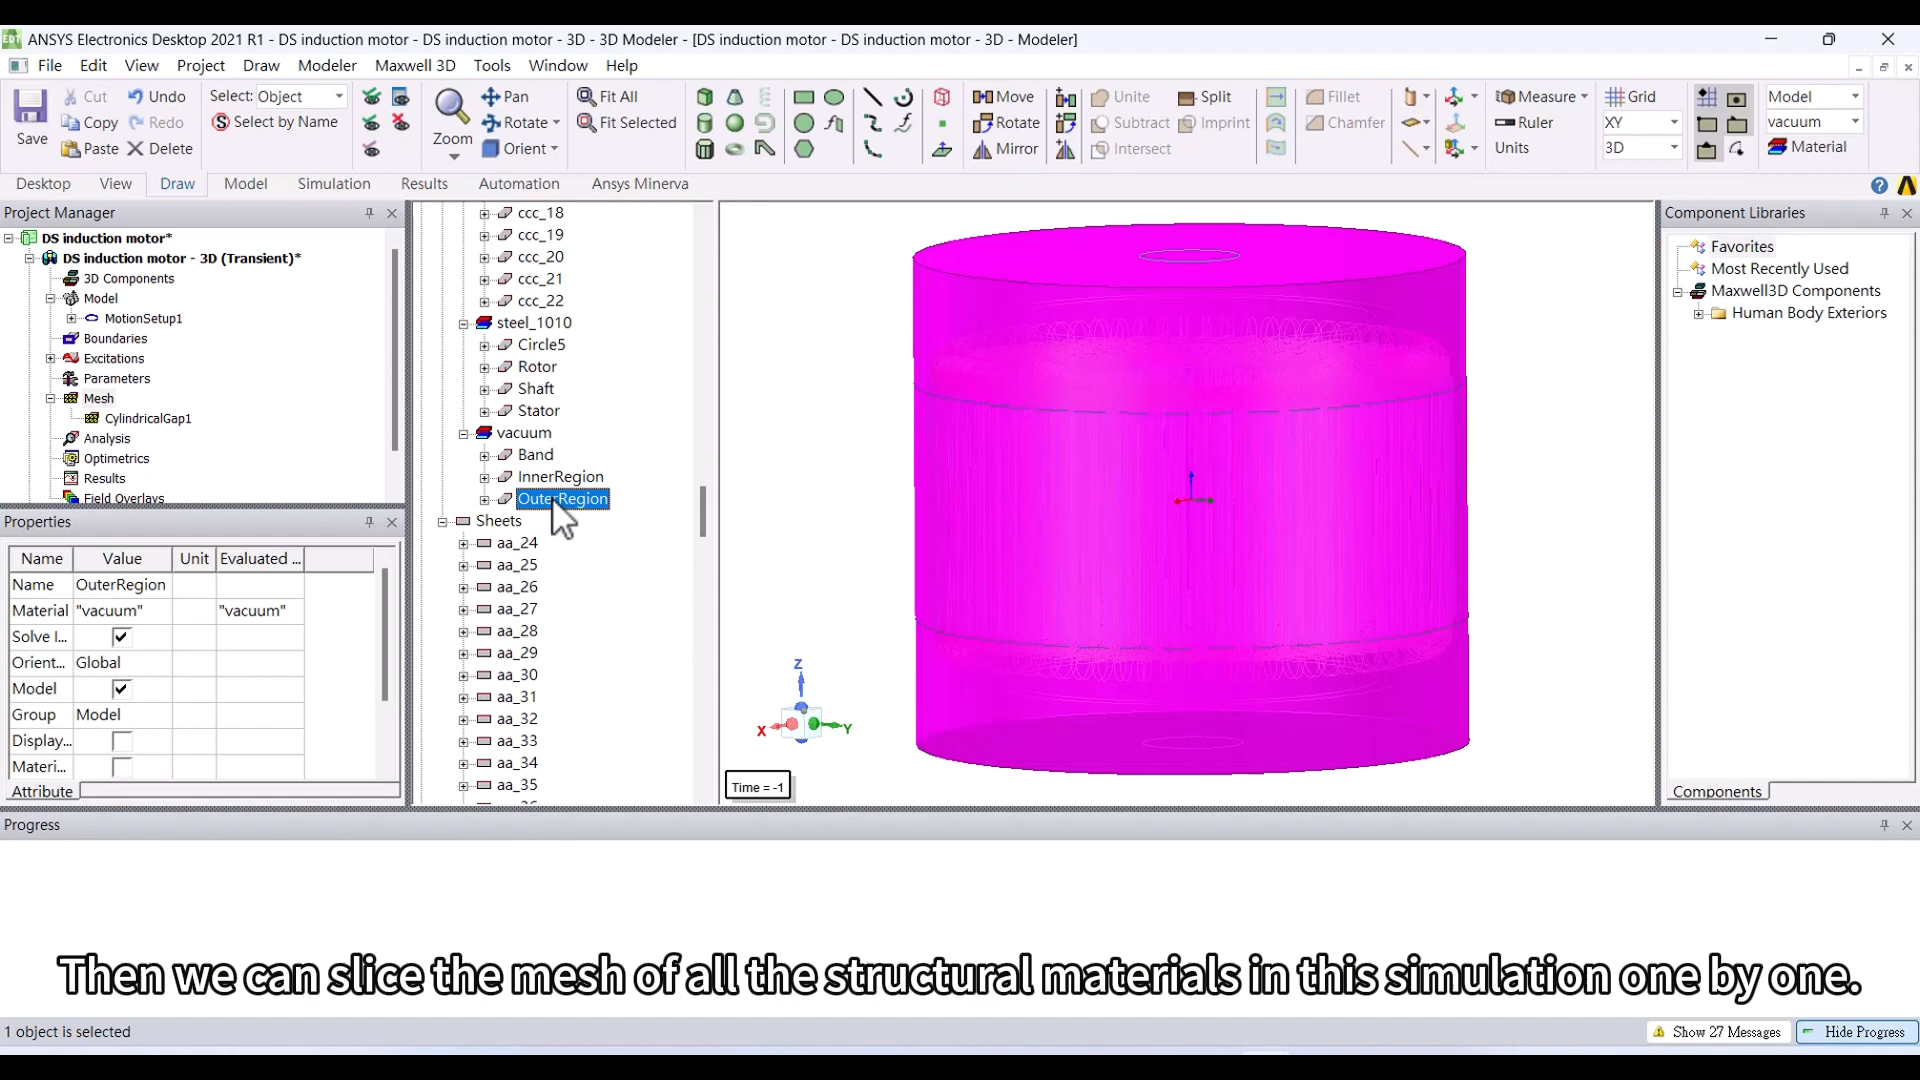 ANSYS Electronics Desktop 2021 R1 - DS induction motor - DS induction motor - 3D - 3D Modeler - [DS induction motor - DS induction motor - 3D - Modeler]
File Edit View Project Draw Modeler Maxwell 3D Tools Window Help
Save
Cut Undo
Copy Redo
Paste Delete
Select: Object
Select by Name
Zoom
Pan
Rotate
Orient
Fit All
Fit Selected
Move
Rotate
Mirror
Unite Split
Subtract Imprint
Intersect
Fillet
Chamfer
Measure
Ruler
Units
Grid
XY
3D
Model
vacuum
Material
Desktop View Draw Model Simulation Results Automation Ansys Minerva
Project Manager
DS induction motor*
DS induction motor - 3D (Transient)*
3D Components
Model
MotionSetup1
Boundaries
Excitations
Parameters
Mesh
CylindricalGap1
Analysis
Optimetrics
Results
Field Overlays
Properties
Name Value Unit Evaluated ...
Name OuterRegion
Material "vacuum" "vacuum"
Solve I...
Orient... Global
Model
Group Model
Display...
Materi...
Attribute
ccc_18
ccc_19
ccc_20
ccc_21
ccc_22
steel_1010
Circle5
Rotor
Shaft
Stator
vacuum
Band
InnerRegion
OuterRegion
Sheets
aa_24
aa_25
aa_26
aa_27
aa_28
aa_29
aa_30
aa_31
aa_32
aa_33
aa_34
aa_35
Z
X
Y
Time = -1
Component Libraries
Favorites
Most Recently Used
Maxwell3D Components
Human Body Exteriors
Components
Progress
Then we can slice the mesh of all the structural materials in this simulation one by one.
1 object is selected
Show 27 Messages
Hide Progress